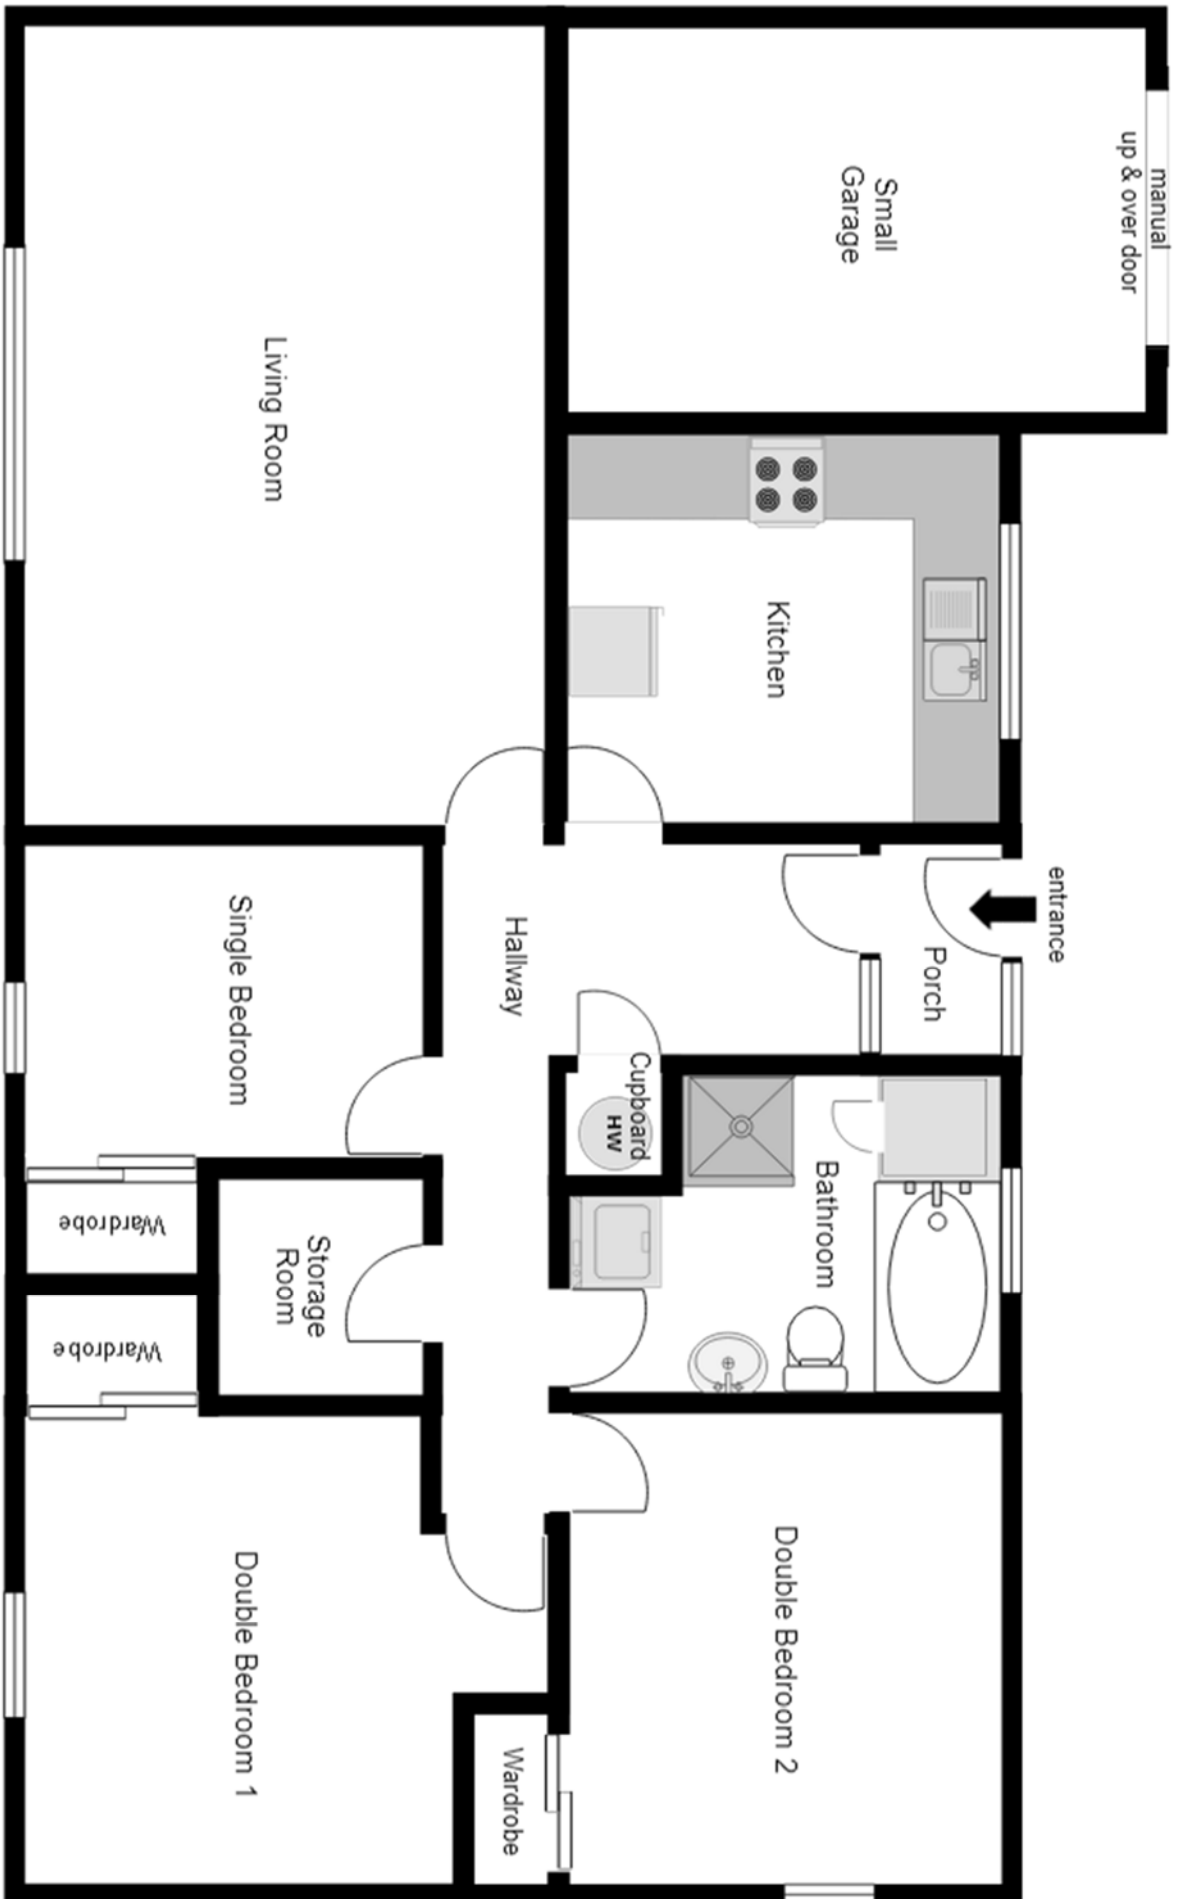 manual
up & over door
Small
Garage
Living Room
Kitchen
entrance
Porch
Hallway
Single Bedroom
Cupboard
HW
Bathroom
Wardrobe
Storage
Room
Wardrobe
Double Bedroom 1
Double Bedroom 2
Wardrobe